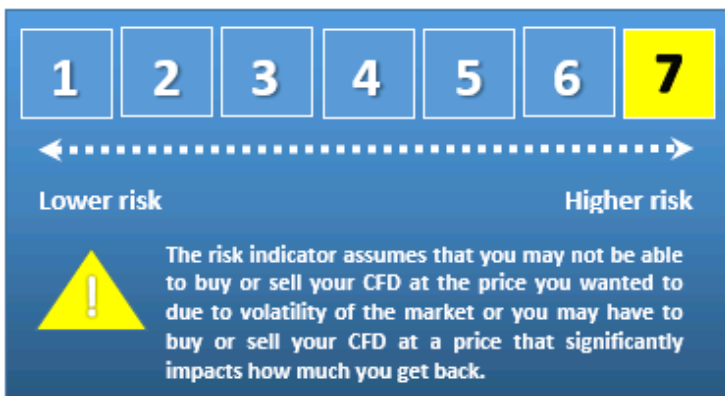 1 2 3 4 5 6 7
Lower risk Higher risk
!
The risk indicator assumes that you may not be able
to buy or sell your CFD at the price you wanted to
due to volatility of the market or you may have to
buy or sell your CFD at a price that significantly
impacts how much you get back.